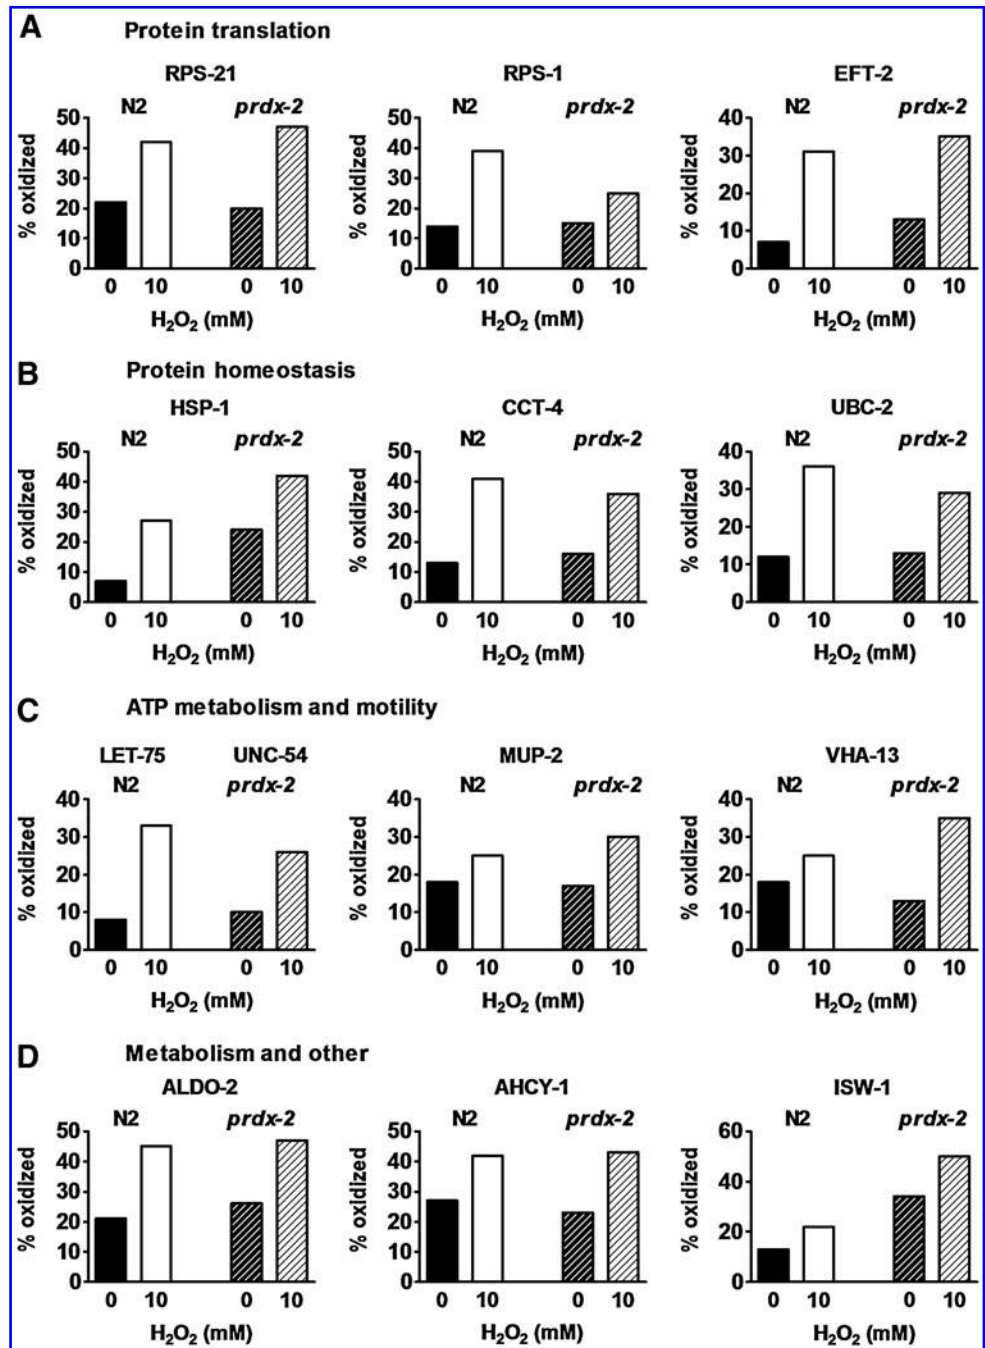 A Protein translation
RPS-21 RPS-1 EFT-2
N2 prdx-2 N2 prdx-2 N2 prdx-2
% oxidized 50 40 30 20 10 0 % oxidized 50 40 30 20 10 0 % oxidized 40 30 20 10 0
0 10 0 10 0 10 0 10 0 10 0 10
H₂O₂ (mM) H₂O₂ (mM) H₂O₂ (mM)
B Protein homeostasis
HSP-1 CCT-4 UBC-2
N2 prdx-2 N2 prdx-2 N2 prdx-2
% oxidized 50 40 30 20 10 0 % oxidized 50 40 30 20 10 0 % oxidized 40 30 20 10 0
0 10 0 10 0 10 0 10 0 10 0 10
H₂O₂ (mM) H₂O₂ (mM) H₂O₂ (mM)
C ATP metabolism and motility
LET-75 UNC-54 MUP-2 VHA-13
N2 prdx-2 N2 prdx-2 N2 prdx-2
% oxidized 40 30 20 10 0 % oxidized 40 30 20 10 0 % oxidized 40 30 20 10 0
0 10 0 10 0 10 0 10 0 10 0 10
H₂O₂ (mM) H₂O₂ (mM) H₂O₂ (mM)
D Metabolism and other
ALDO-2 AHCY-1 ISW-1
N2 prdx-2 N2 prdx-2 N2 prdx-2
% oxidized 50 40 30 20 10 0 % oxidized 50 40 30 20 10 0 % oxidized 60 40 20 0
0 10 0 10 0 10 0 10 0 10 0 10
H₂O₂ (mM) H₂O₂ (mM) H₂O₂ (mM)